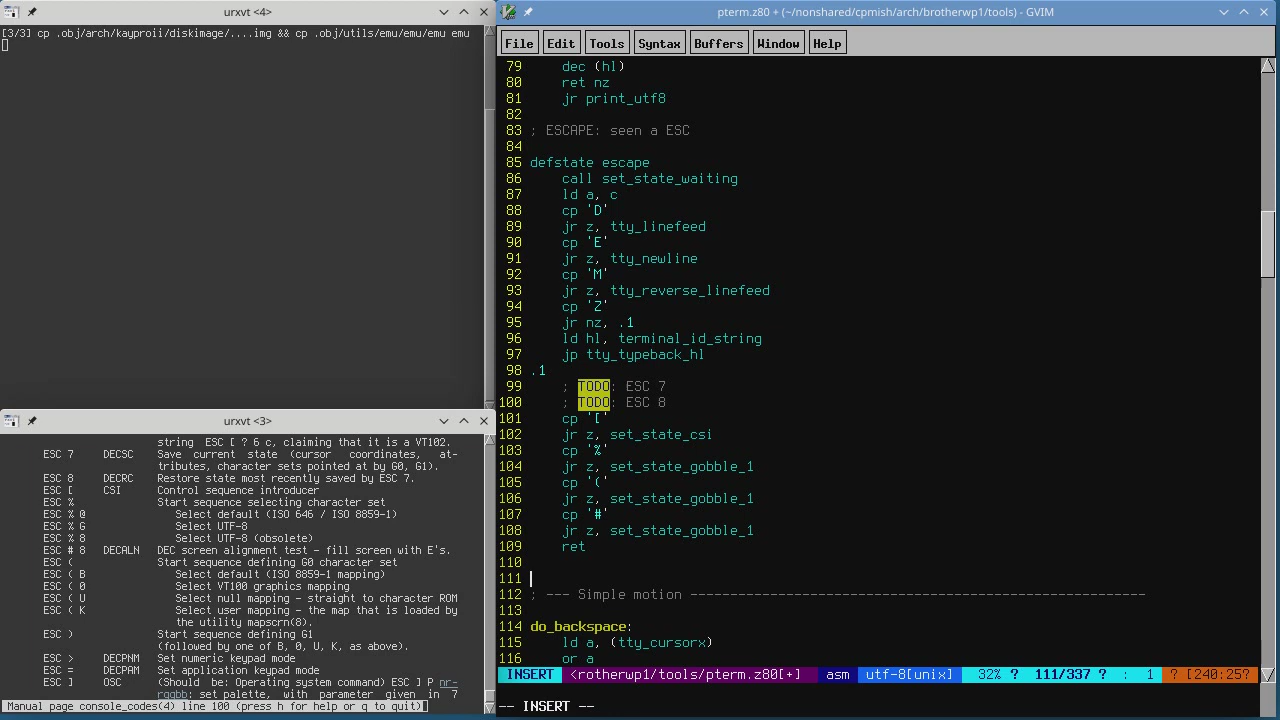 urxvt <4>
[3/3] cp .obj/arch/kayproii/diskimage/....img && cp .obj/utils/emu/emu/emu emu
urxvt <3>
string ESC [ ? 6 c, claiming that it is a VT102.
ESC 7 DECSC Save current state (cursor coordinates, at-
tributes, character sets pointed at by G0, G1).
ESC 8 DECRC Restore state most recently saved by ESC 7.
ESC [ CSI Control sequence introducer
ESC % Start sequence selecting character set
ESC % @ Select default (ISO 646 / ISO 8859-1)
ESC % G Select UTF-8
ESC % 8 Select UTF-8 (obsolete)
ESC # 8 DECALN DEC screen alignment test - fill screen with E's.
ESC ( Start sequence defining G0 character set
ESC ( B Select default (ISO 8859-1 mapping)
ESC ( 0 Select VT100 graphics mapping
ESC ( U Select null mapping - straight to character ROM
ESC ( K Select user mapping - the map that is loaded by
the utility mapscrn(8).
ESC ) Start sequence defining G1
(followed by one of B, 0, U, K, as above).
ESC > DECPNM Set numeric keypad mode
ESC = DECPAM Set application keypad mode
ESC ] OSC (Should be: Operating system command) ESC ] P nr-
rggbb: set palette, with parameter given in 7
Manual page console_codes(4) line 109 (press h for help or q to quit)
pterm.z80 + (~/nonshared/cpmish/arch/brotherwp1/tools) - GVIM
File Edit Tools Syntax Buffers Window Help
79 dec (hl)
80 ret nz
81 jr print_utf8
82
83 ; ESCAPE: seen a ESC
84
85 defstate escape
86 call set_state_waiting
87 ld a, c
88 cp 'D'
89 jr z, tty_linefeed
90 cp 'E'
91 jr z, tty_newline
92 cp 'M'
93 jr z, tty_reverse_linefeed
94 cp 'Z'
95 jr nz, .1
96 ld hl, terminal_id_string
97 jp tty_typeback_hl
98 .1
99 ; TODO: ESC 7
100 ; TODO: ESC 8
101 cp '['
102 jr z, set_state_csi
103 cp '%'
104 jr z, set_state_gobble_1
105 cp '('
106 jr z, set_state_gobble_1
107 cp '#'
108 jr z, set_state_gobble_1
109 ret
110
111
112 ; --- Simple motion ---------------------------------------------------------
113
114 do_backspace:
115 ld a, (tty_cursorx)
116 or a
INSERT <rotherwp1/tools/pterm.z80[+] asm utf-8[unix] 32% ? 111/337 ? : 1 ? [240:25?
-- INSERT --